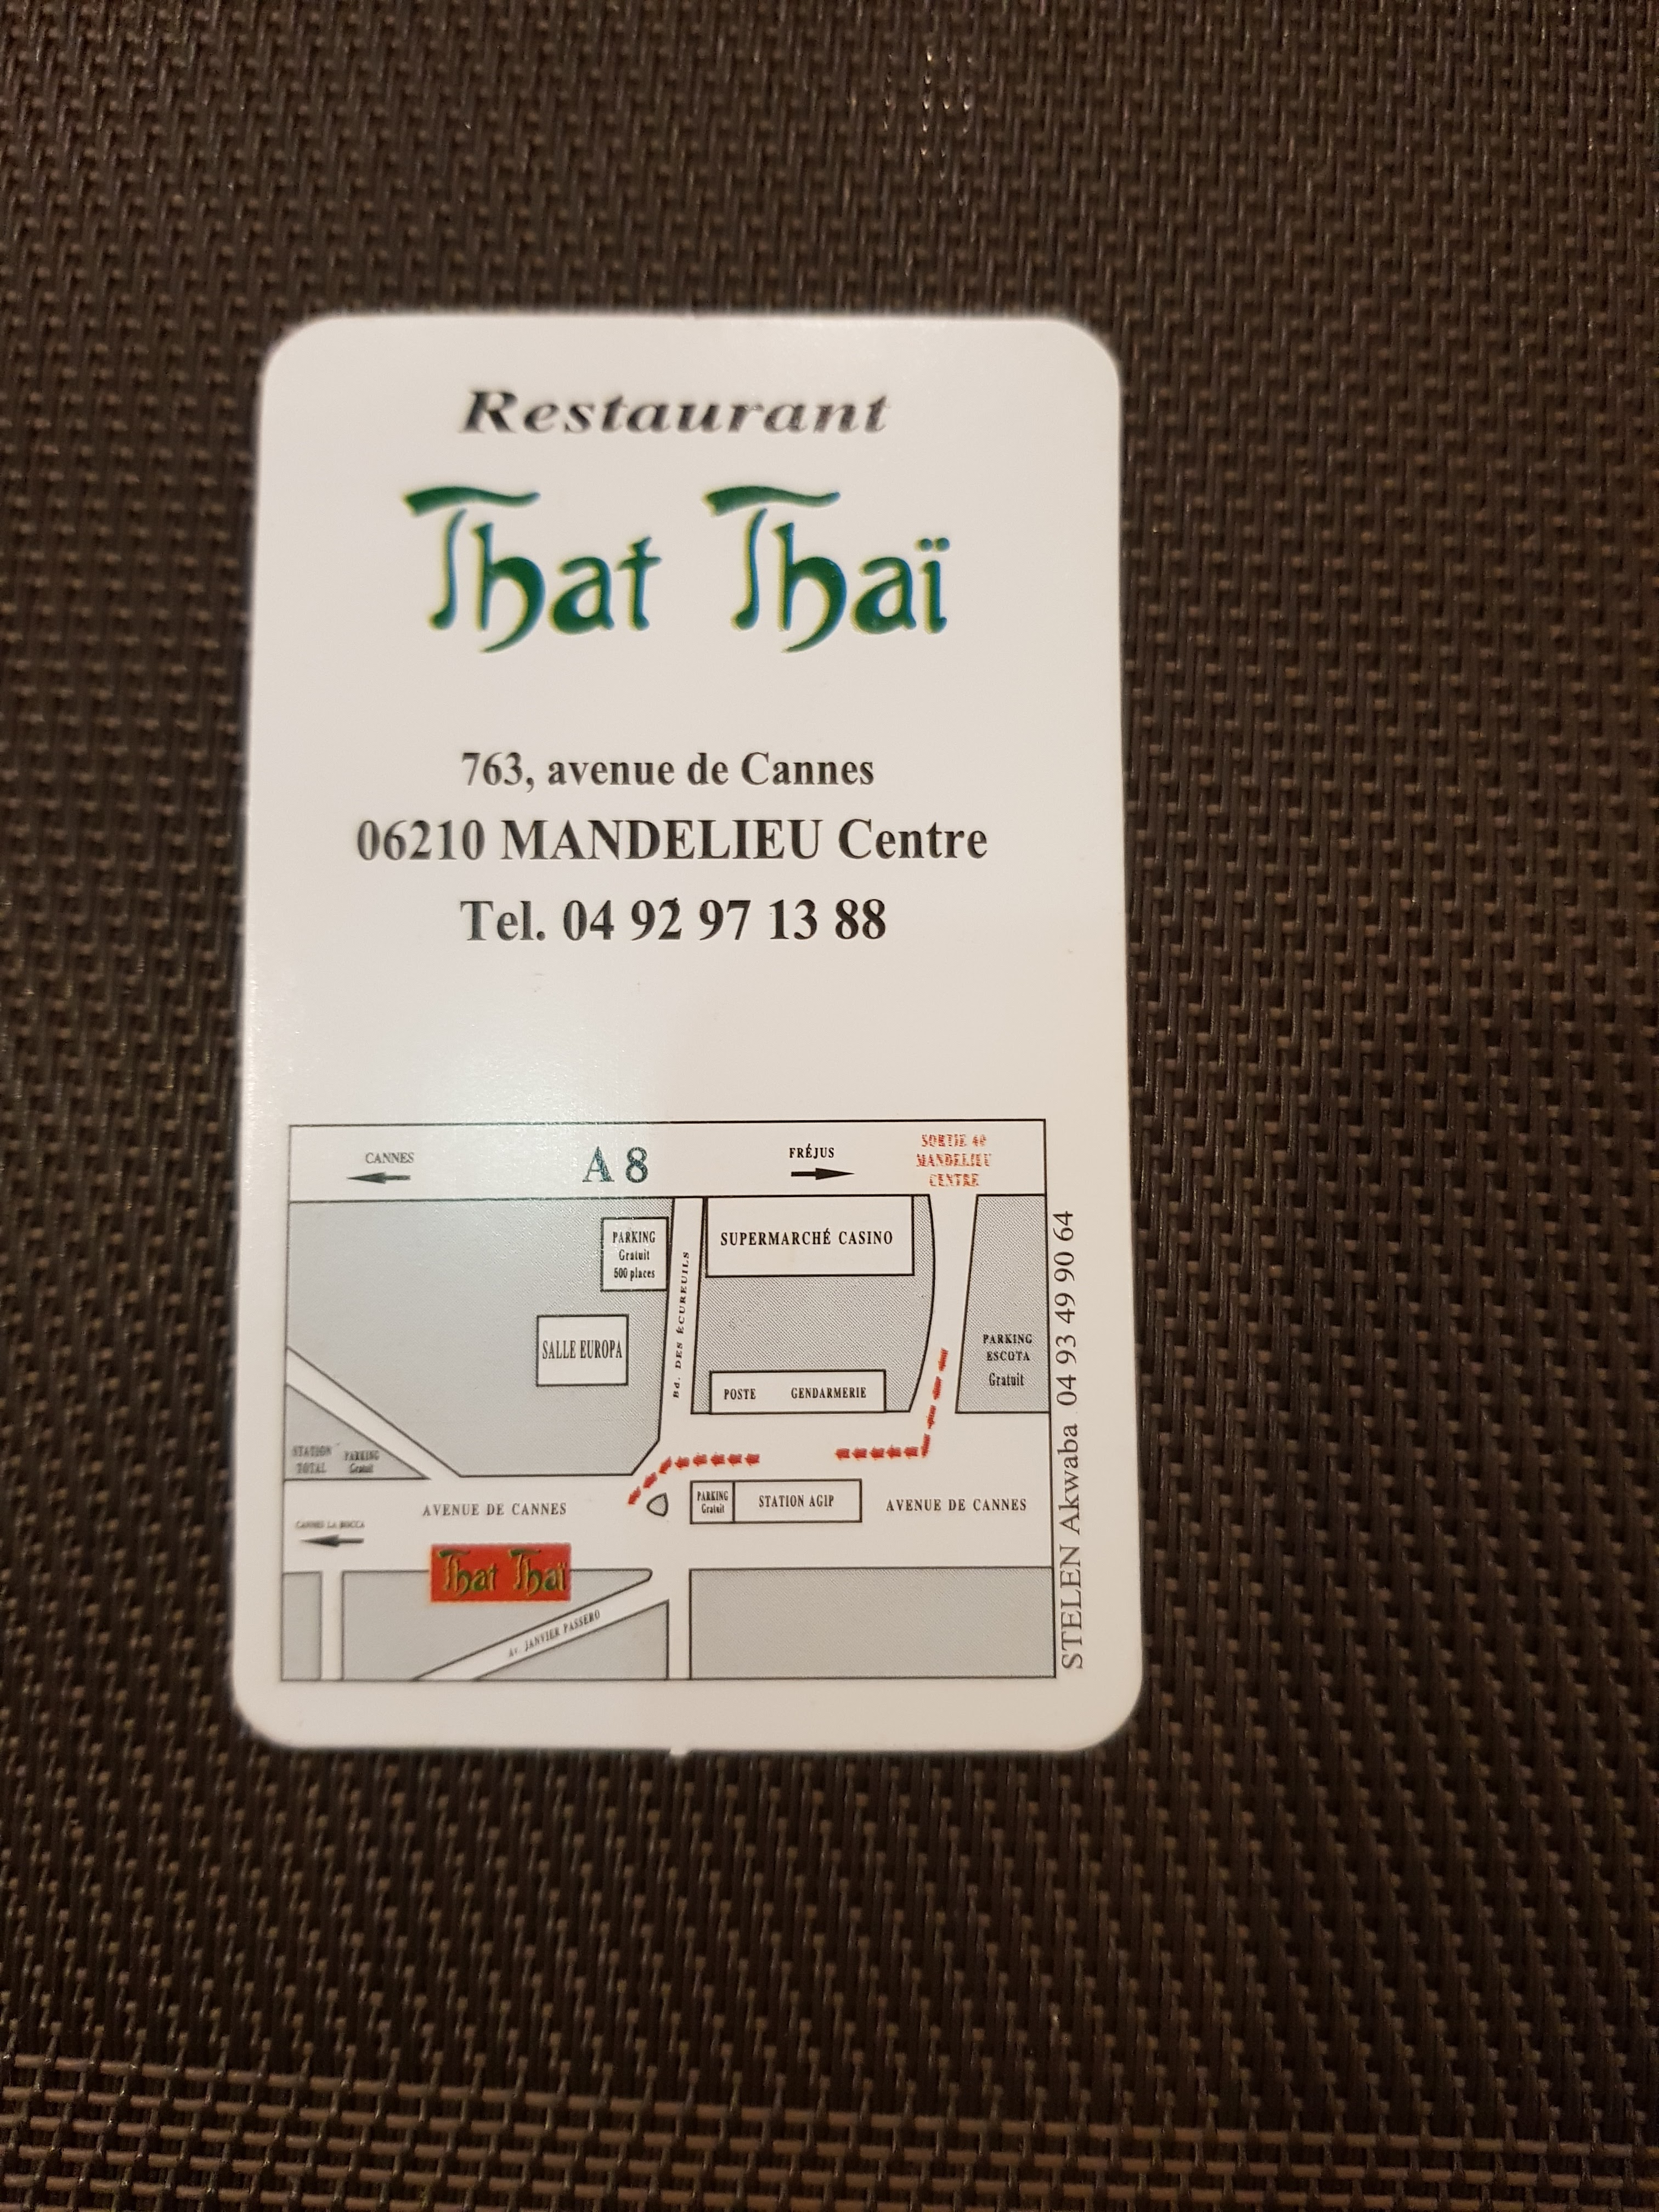 Restaurant
That Thaï
763, avenue de Cannes
06210 MANDELIEU Centre
Tel. 04 92 97 13 88
CANNES
A 8
FRÉJUS
SORTIE 40
MANDELIEU
CENTRE
PARKING
Gratuit
500 places
Bd. DES ÉCUREUILS
SUPERMARCHÉ CASINO
SALLE EUROPA
PARKING
ESCOTA
Gratuit
POSTE GENDARMERIE
STATION
TOTAL
PARKING
Gratuit
AVENUE DE CANNES
PARKING
Gratuit
STATION AGIP
AVENUE DE CANNES
CANNES LA BOCCA
That Thaï
Av. JANVIER PASSERO
STELEN Akwaba 04 93 49 90 64